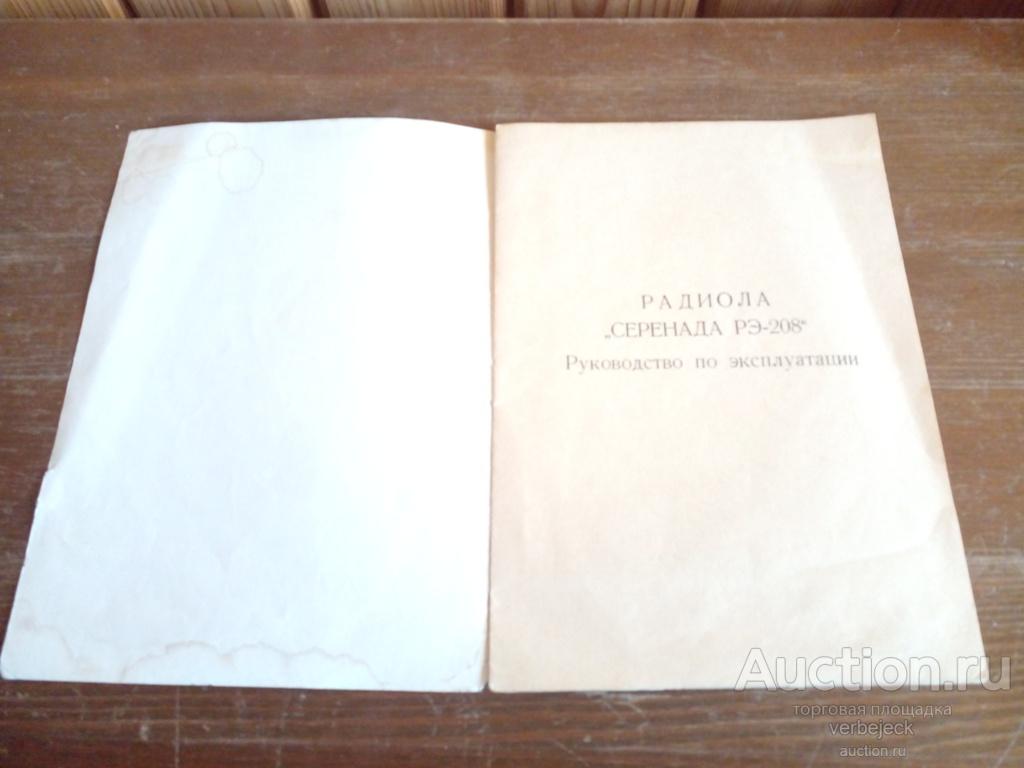 РАДИОЛА
„СЕРЕНАДА РЭ-208“
Руководство по эксплуатации
Auction.ru
торговая площадка
verbejeck
auction.ru